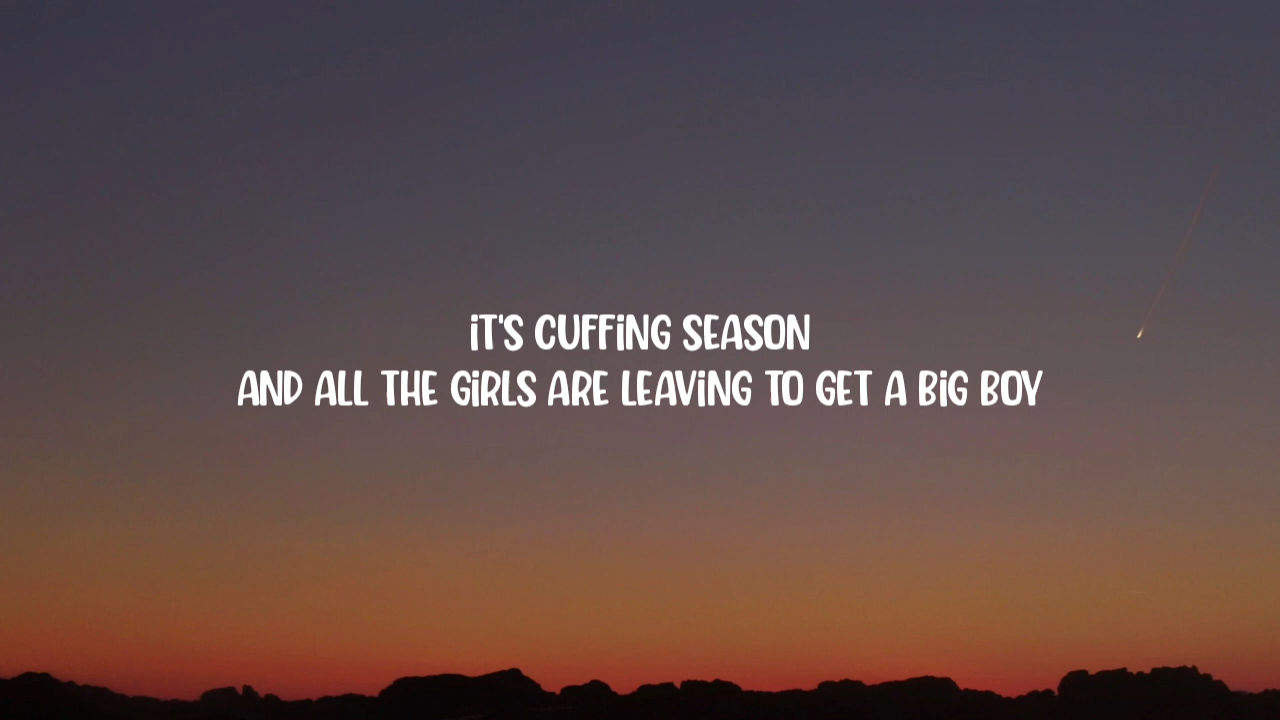 IT'S CUFFING SEASON
AND ALL THE GIRLS ARE LEAVING TO GET A BIG BOY